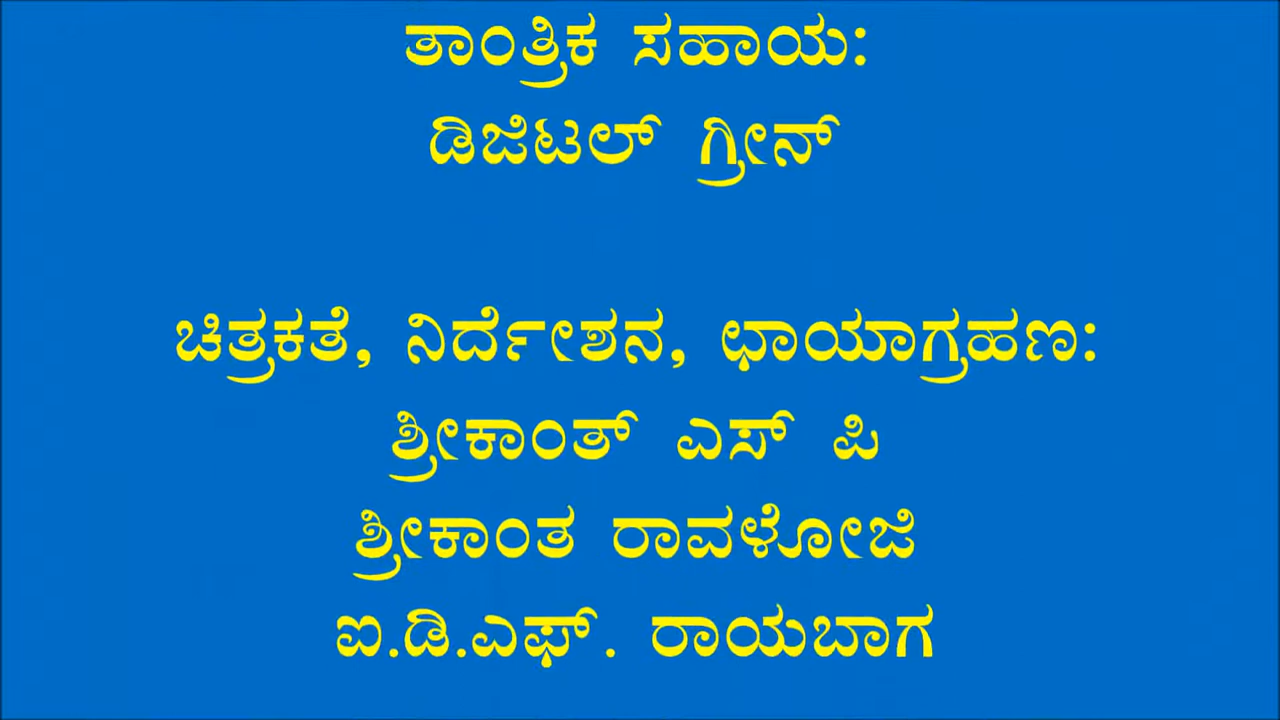 ತಾಂತ್ರಿಕ ಸಹಾಯ:
ಡಿಜಿಟಲ್ ಗ್ರೀನ್
ಚಿತ್ರಕತೆ, ನಿರ್ದೇಶನ, ಛಾಯಾಗ್ರಹಣ:
ಶ್ರೀಕಾಂತ್ ಎಸ್ ಪಿ
ಶ್ರೀಕಾಂತ ರಾವಳೋಜಿ
ಐ.ಡಿ.ಎಫ್. ರಾಯಬಾಗ